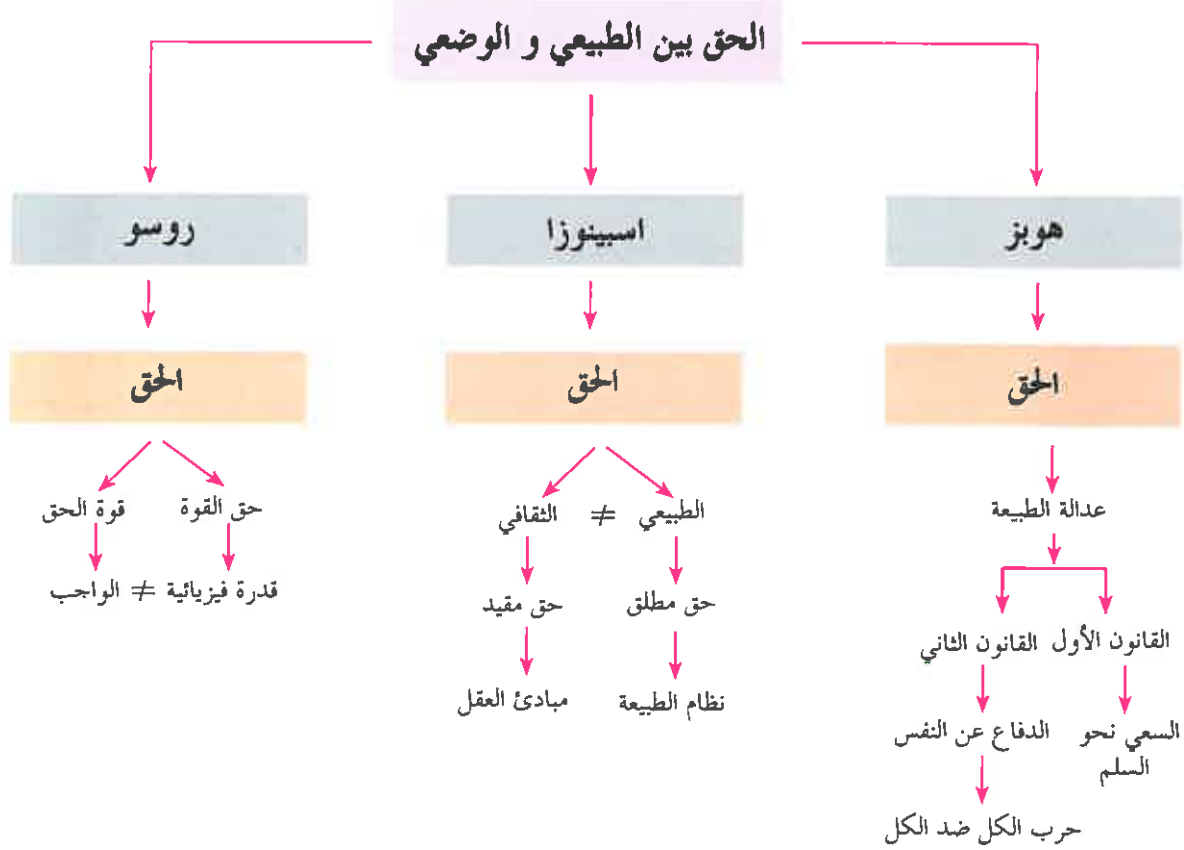 الحق بين الطبيعي و الوضعي
هوبز
اسبينوزا
روسو
الحق
الحق
الحق
عدالة الطبيعة
القانون الأول
القانون الثاني
السعي نحو
السلم
الدفاع عن النفس
حرب الكل ضد الكل
الطبيعي ≠ الثقافي
حق مطلق
حق مقيد
نظام الطبيعة
مبادئ العقل
حق القوة
قوة الحق
قدرة فيزيائية ≠ الواجب